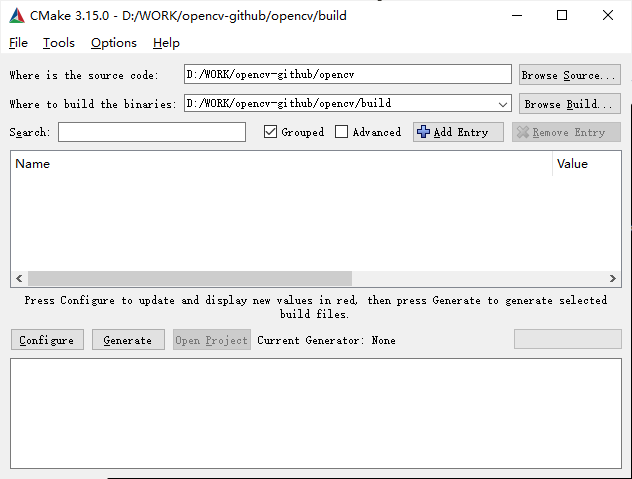 CMake 3.15.0 - D:/WORK/opencv-github/opencv/build
File Tools Options Help
Where is the source code: D:/WORK/opencv-github/opencv Browse Source...
Where to build the binaries: D:/WORK/opencv-github/opencv/build Browse Build...
Search: Grouped Advanced Add Entry Remove Entry
Name Value
Press Configure to update and display new values in red, then press Generate to generate selected
build files.
Configure Generate Open Project Current Generator: None